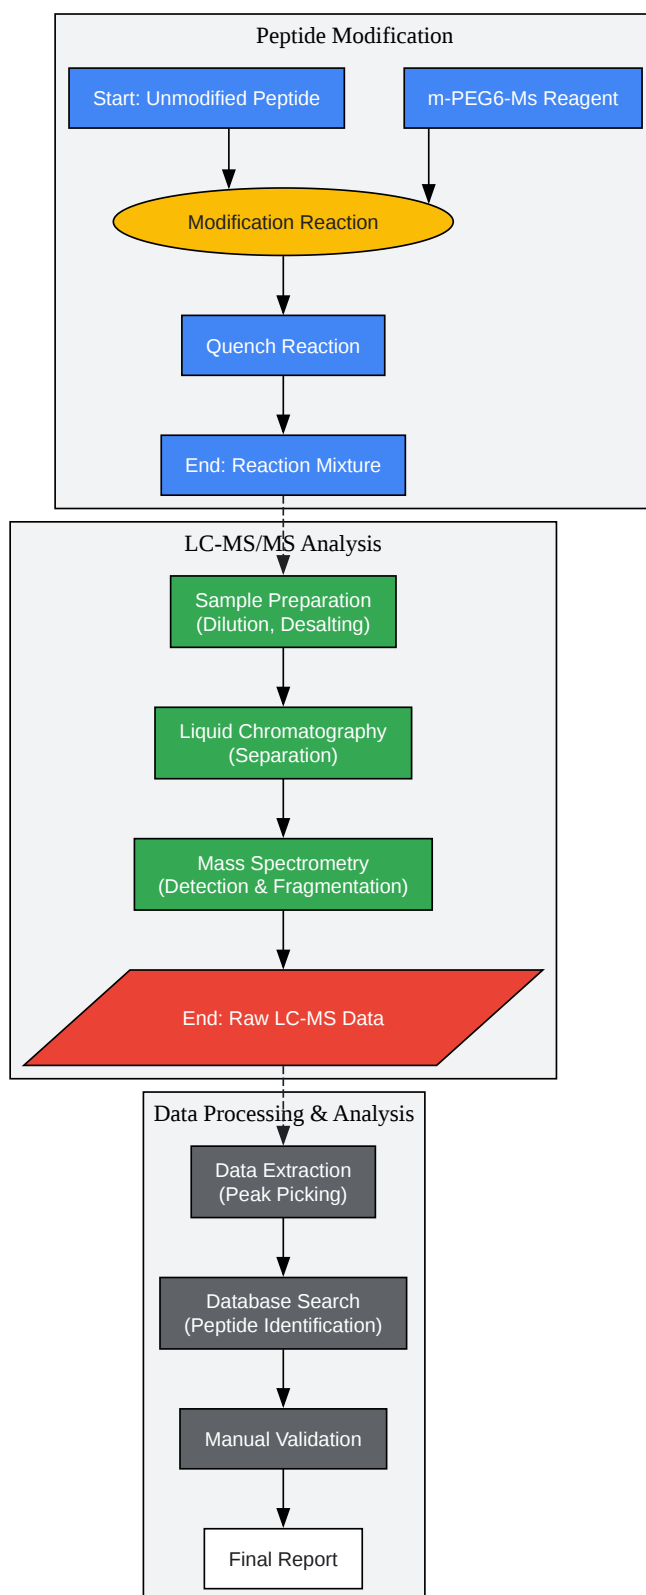 Peptide Modification
Start: Unmodified Peptide
m-PEG6-Ms Reagent
Modification Reaction
Quench Reaction
End: Reaction Mixture
LC-MS/MS Analysis
Sample Preparation
(Dilution, Desalting)
Liquid Chromatography
(Separation)
Mass Spectrometry
(Detection & Fragmentation)
End: Raw LC-MS Data
Data Processing & Analysis
Data Extraction
(Peak Picking)
Database Search
(Peptide Identification)
Manual Validation
Final Report